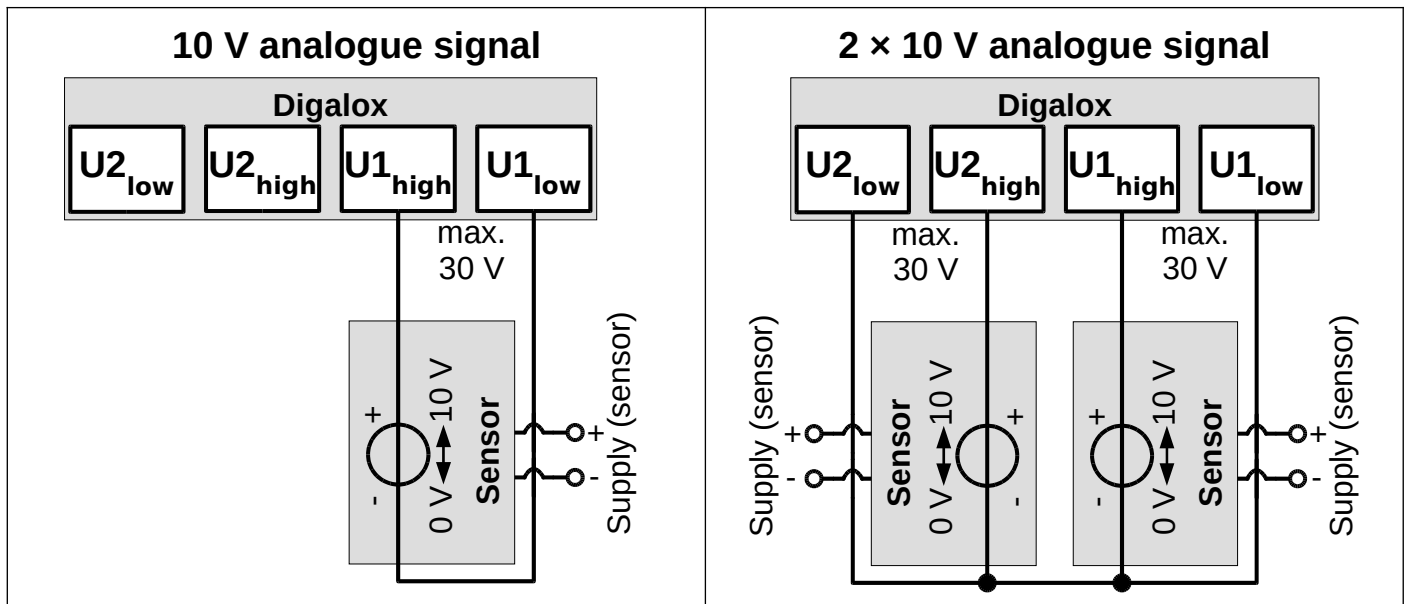 10 V analogue signal
Digalox
U2low
U2high
U1high
U1low
max.
30 V
+
-
0 V
10 V
Sensor
+
-
Supply (sensor)
2 × 10 V analogue signal
Digalox
U2low
U2high
U1high
U1low
max.
30 V
max.
30 V
Supply (sensor)
+
-
Sensor
0 V
10 V
+
-
+
-
0 V
10 V
Sensor
+
-
Supply (sensor)